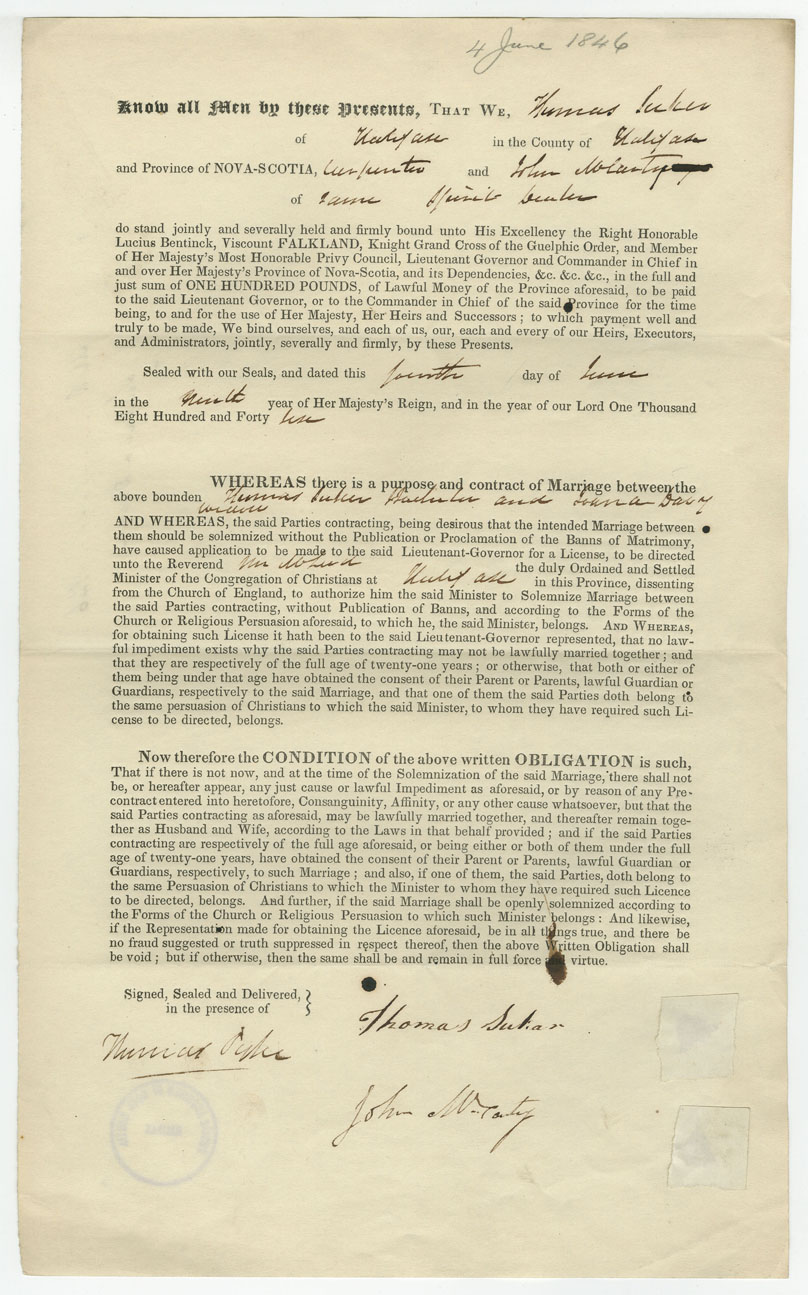 4 June 1846
Know all Men by these Presents, THAT WE, Thomas
of Halifax in the County of Halifax
and Province of NOVA-SCOTIA, Carpenter and John McCarty
of same Spirit Dealer
do stand jointly and severally held and firmly bound unto His Excellency the Right Honorable
Lucius Bentinck, Viscount FALKLAND, Knight Grand Cross of the Guelphic Order, and Member
of Her Majesty's Most Honorable Privy Council, Lieutenant Governor and Commander in Chief in
and over Her Majesty's Province of Nova-Scotia, and its Dependencies, &c. &c. &c., in the full and
just sum of ONE HUNDRED POUNDS, of Lawful Money of the Province aforesaid, to be paid
to the said Lieutenant Governor, or to the Commander in Chief of the said Province for the time
being, to and for the use of Her Majesty, Her Heirs and Successors ; to which payment well and
truly to be made, We bind ourselves, and each of us, our, each and every of our Heirs, Executors,
and Administrators, jointly, severally and firmly, by these Presents.
Sealed with our Seals, and dated this fourth day of June
in the Ninth year of Her Majesty's Reign, and in the year of our Lord One Thousand
Eight Hundred and Forty six
WHEREAS there is a purpose and contract of Marriage between the
above bounden Thomas Bachelor and
widow
AND WHEREAS, the said Parties contracting, being desirous that the intended Marriage between
them should be solemnized without the Publication or Proclamation of the Banns of Matrimony,
have caused application to be made to the said Lieutenant-Governor for a License, to be directed
unto the Reverend Mr McLeod the duly Ordained and Settled
Minister of the Congregation of Christians at Halifax in this Province, dissenting
from the Church of England, to authorize him the said Minister to Solemnize Marriage between
the said Parties contracting, without Publication of Banns, and according to the Forms of the
Church or Religious Persuasion aforesaid, to which he, the said Minister, belongs. AND WHEREAS,
for obtaining such License it hath been to the said Lieutenant-Governor represented, that no law-
ful impediment exists why the said Parties contracting may not be lawfully married together ; and
that they are respectively of the full age of twenty-one years ; or otherwise, that both or either of
them being under that age have obtained the consent of their Parent or Parents, lawful Guardian or
Guardians, respectively to the said Marriage, and that one of them the said Parties doth belong to
the same persuasion of Christians to which the said Minister, to whom they have required such Li-
cense to be directed, belongs.
Now therefore the CONDITION of the above written OBLIGATION is such,
That if there is not now, and at the time of the Solemnization of the said Marriage, there shall not
be, or hereafter appear, any just cause or lawful Impediment as aforesaid, or by reason of any Pre-
contract entered into heretofore, Consanguinity, Affinity, or any other cause whatsoever, but that the
said Parties contracting as aforesaid, may be lawfully married together, and thereafter remain toge-
ther as Husband and Wife, according to the Laws in that behalf provided ; and if the said Parties
contracting are respectively of the full age aforesaid, or being either or both of them under the full
age of twenty-one years, have obtained the consent of their Parent or Parents, lawful Guardian or
Guardians, respectively, to such Marriage ; and also, if one of them, the said Parties, doth belong to
the same Persuasion of Christians to which the Minister to whom they have required such Licence
to be directed, belongs. And further, if the said Marriage shall be openly solemnized according to
the Forms of the Church or Religious Persuasion to which such Minister belongs : And likewise,
if the Representation made for obtaining the Licence aforesaid, be in all things true, and there be
no fraud suggested or truth suppressed in respect thereof, then the above Written Obligation shall
be void ; but if otherwise, then the same shall be and remain in full force and virtue.
Signed, Sealed and Delivered,
in the presence of
Thomas
Thomas
John McCarty